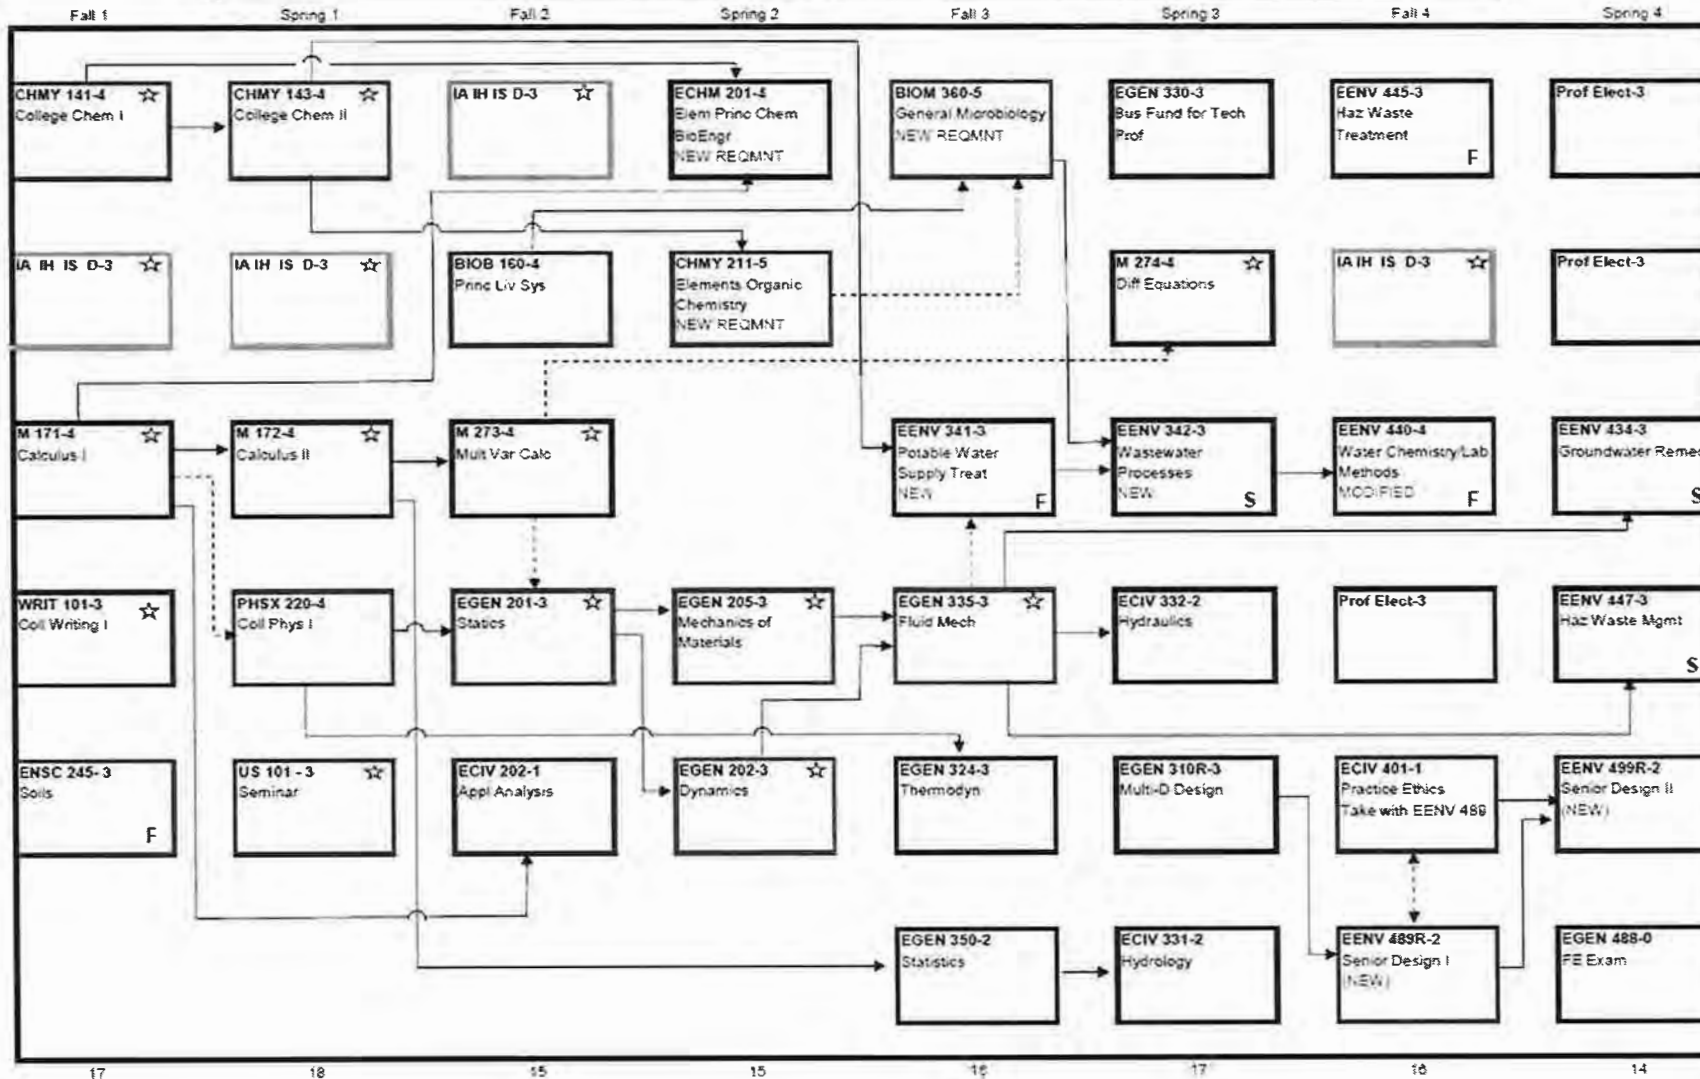 Fall 1
Spring 1
Fall 2
Spring 2
Fall 3
Spring 3
Fall 4
Spring 4
CHMY 141-4
College Chem I
CHMY 143-4
College Chem II
IA IH IS D-3
ECHM 201-4
Elem Princ Chem
BioEngr
NEW REQMNT
BIOM 360-5
General Microbiology
NEW REQMNT
EGEN 330-3
Bus Fund for Tech
Prof
EENV 445-3
Haz Waste
Treatment
F
Prof Elect-3
IA IH IS D-3
IA IH IS D-3
BIOB 160-4
Princ Liv Sys
CHMY 211-5
Elements Organic
Chemistry
NEW REQMNT
M 274-4
Diff Equations
IA IH IS D-3
Prof Elect-3
M 171-4
Calculus I
M 172-4
Calculus II
M 273-4
Mult Var Calc
EENV 341-3
Potable Water
Supply Treat
NEW
F
EENV 342-3
Wastewater
Processes
NEW
S
EENV 440-4
Water Chemistry/Lab
Methods
MODIFIED
F
EENV 434-3
Groundwater Remed
S
WRIT 101-3
Coll Writing I
PHSX 220-4
Coll Phys I
EGEN 201-3
Statics
EGEN 205-3
Mechanics of
Materials
EGEN 335-3
Fluid Mech
ECIV 332-2
Hydraulics
Prof Elect-3
EENV 447-3
Haz Waste Mgmt
S
ENSC 245- 3
Soils
F
US 101 - 3
Seminar
ECIV 202-1
Appl Analysis
EGEN 202-3
Dynamics
EGEN 324-3
Thermodyn
EGEN 310R-3
Multi-D Design
ECIV 401-1
Practice Ethics
Take with EENV 489
EENV 499R-2
Senior Design II
(NEW)
EGEN 350-2
Statistics
ECIV 331-2
Hydrology
EENV 489R-2
Senior Design I
(NEW)
EGEN 488-0
FE Exam
17
18
15
15
16
17
16
14